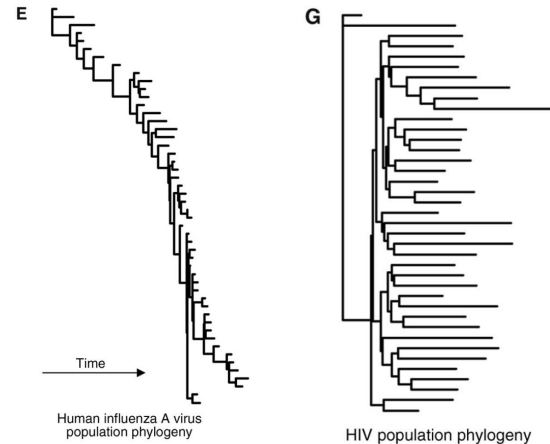 E
G
Time
Human influenza A virus
population phylogeny
HIV population phylogeny